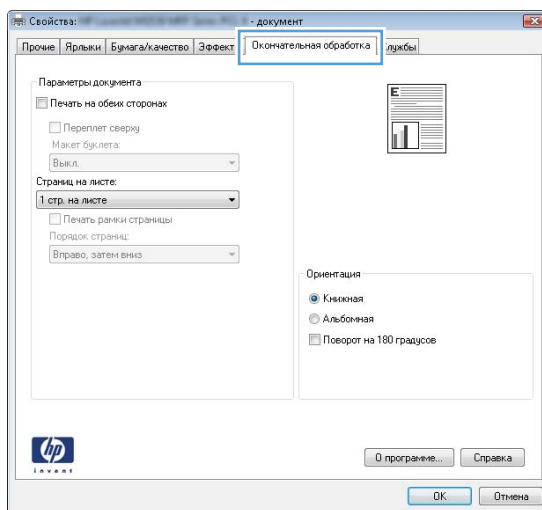 Свойства: - документ
Прочие Ярлыки Бумага/качество Эффект Окончательная обработка лужбы
Параметры документа
Печать на обеих сторонах
Переплет сверху
Макет буклета:
Выкл.
Страниц на листе:
1 стр. на листе
Печать рамки страницы
Порядок страниц:
Вправо, затем вниз
E
Ориентация
Книжная
Альбомная
Поворот на 180 градусов
hp
invent
О программе... Справка
OK Отмена